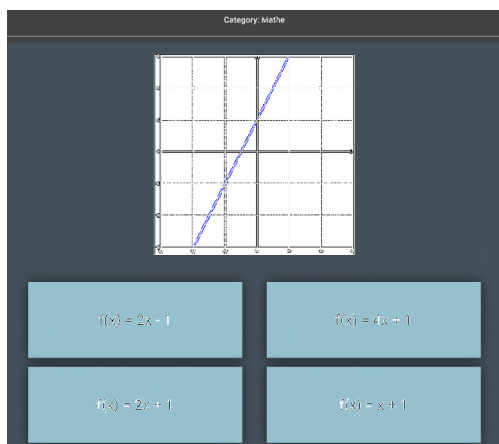 Category: Mathe
f(x) = 2x - 1
f(x) = 4x + 1
f(x) = 2x + 1
f(x) = x + 1